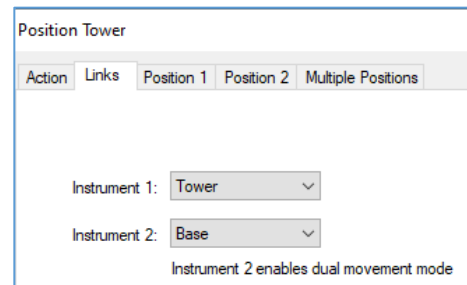 Position Tower
Action Links Position 1 Position 2 Multiple Positions
Instrument 1: Tower
Instrument 2: Base
Instrument 2 enables dual movement mode